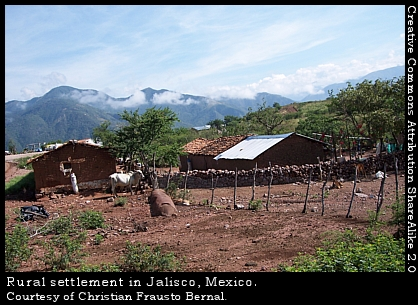 Rural settlement in Jalisco, Mexico.
Courtesy of Christian Frausto Bernal.
Creative Commons Attribution ShareAlike 2.0